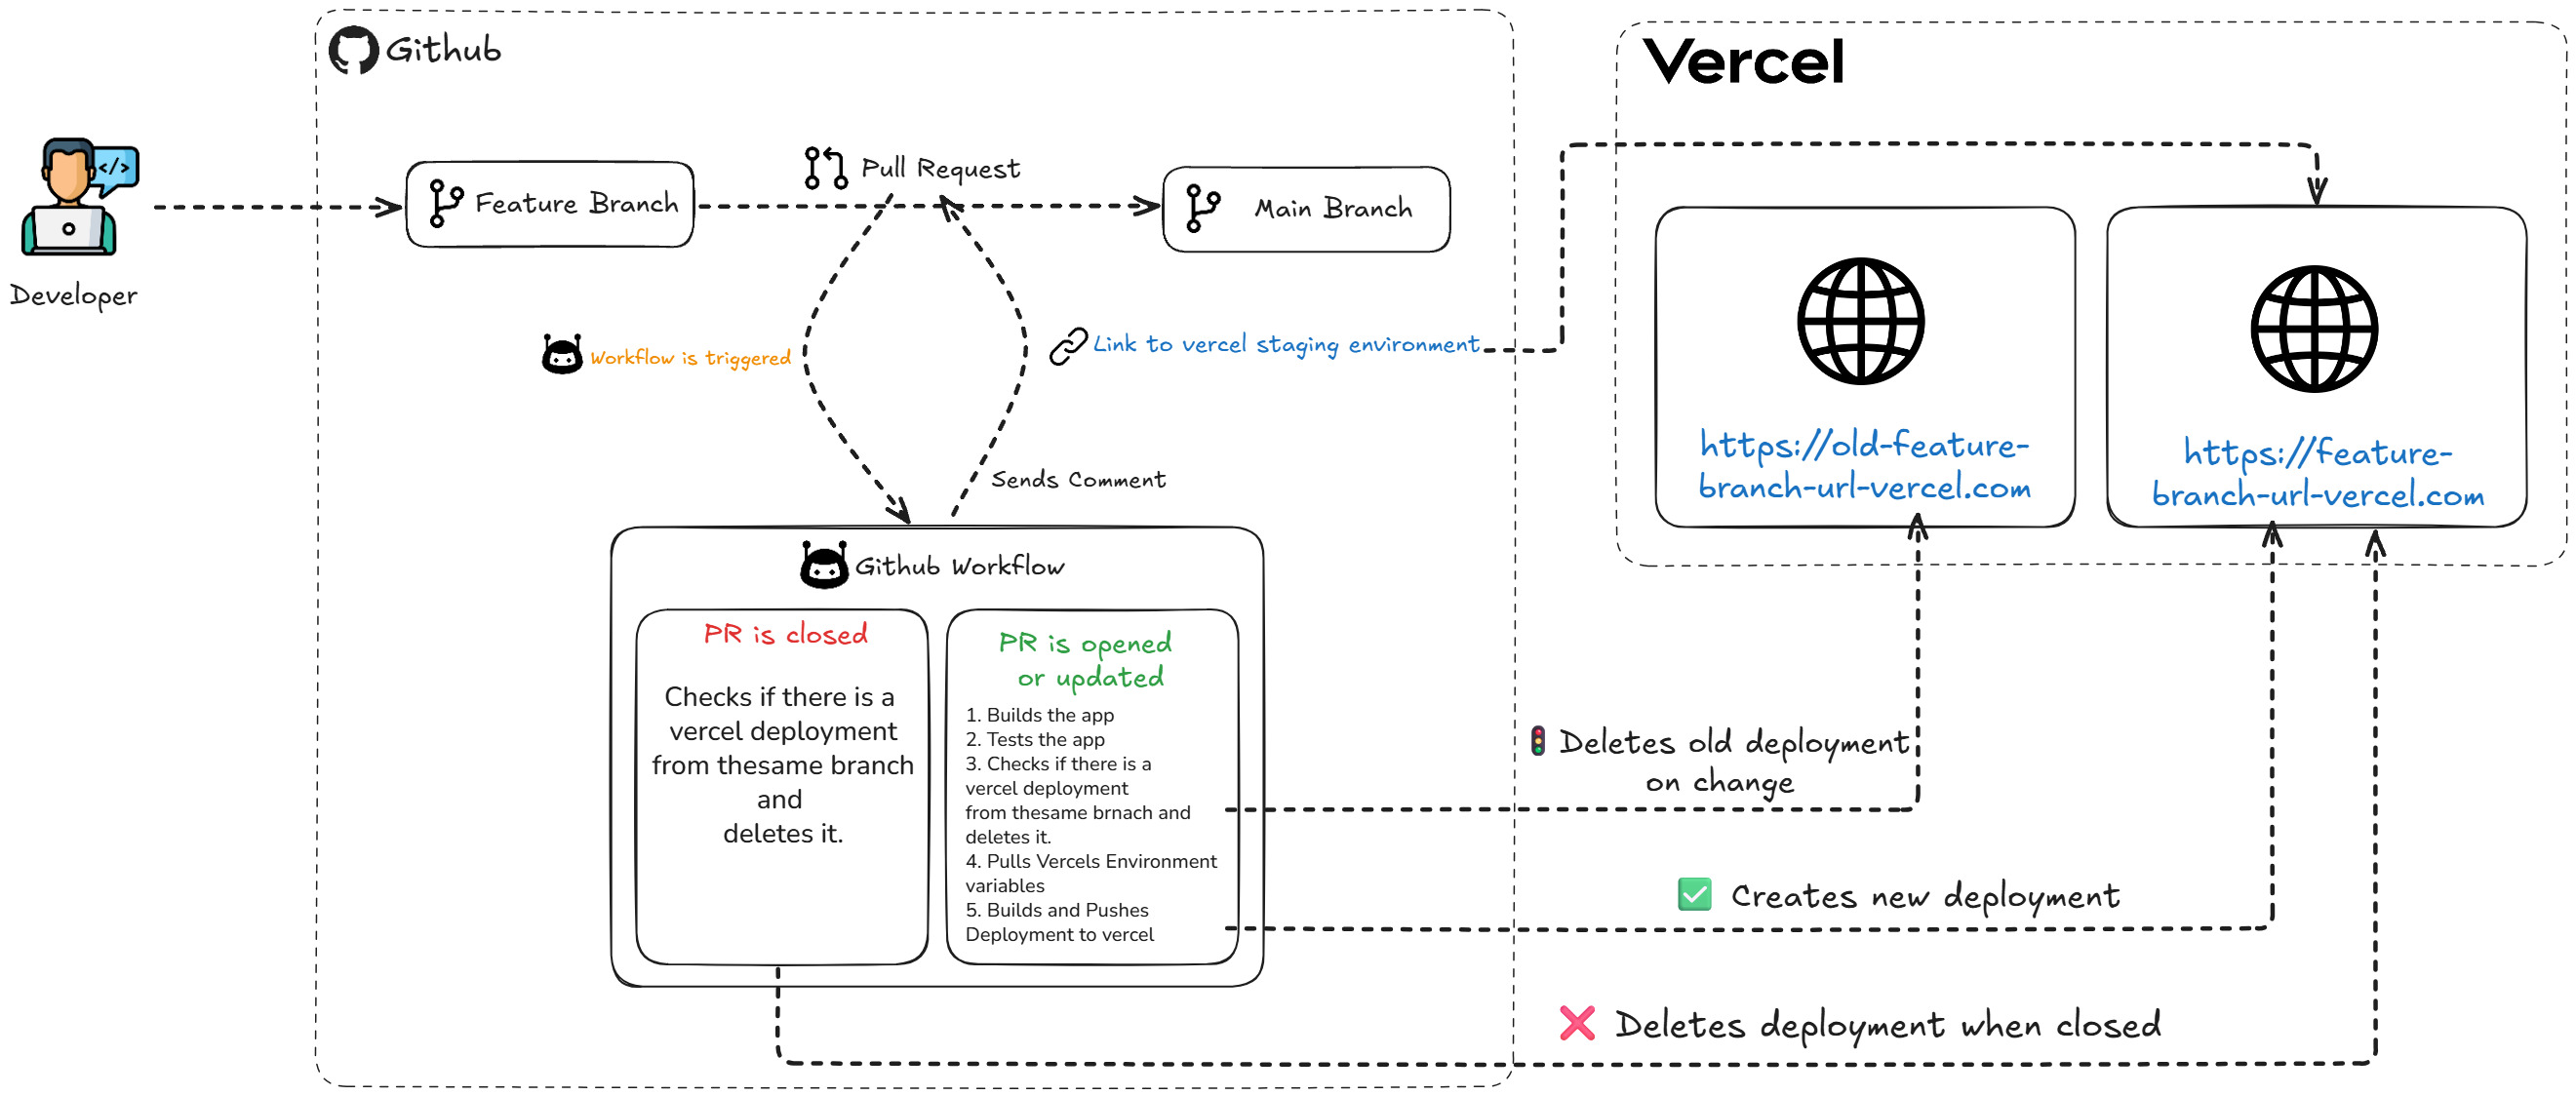 Github
Vercel
</>
Developer
Feature Branch
Pull Request
Main Branch
Workflow is triggered
Link to vercel staging environment
Sends Comment
https://old-feature-
branch-url-vercel.com
https://feature-
branch-url-vercel.com
Github Workflow
PR is closed
Checks if there is a
vercel deployment
from thesame branch
and
deletes it.
PR is opened
or updated
1. Builds the app
2. Tests the app
3. Checks if there is a
vercel deployment
from thesame brnach and
deletes it.
4. Pulls Vercels Environment
variables
5. Builds and Pushes
Deployment to vercel
Deletes old deployment
on change
Creates new deployment
Deletes deployment when closed